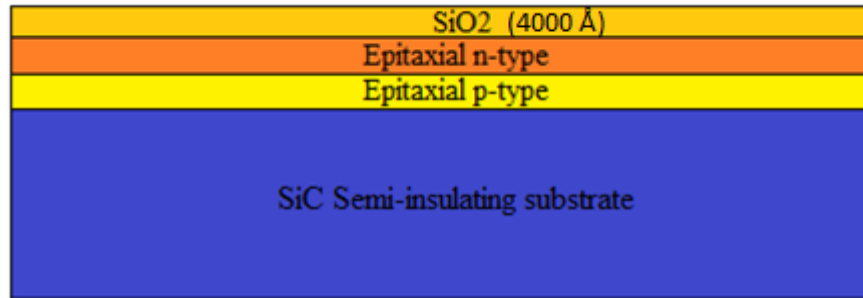 SiO2 (4000 Å)
Epitaxial n-type
Epitaxial p-type
SiC Semi-insulating substrate